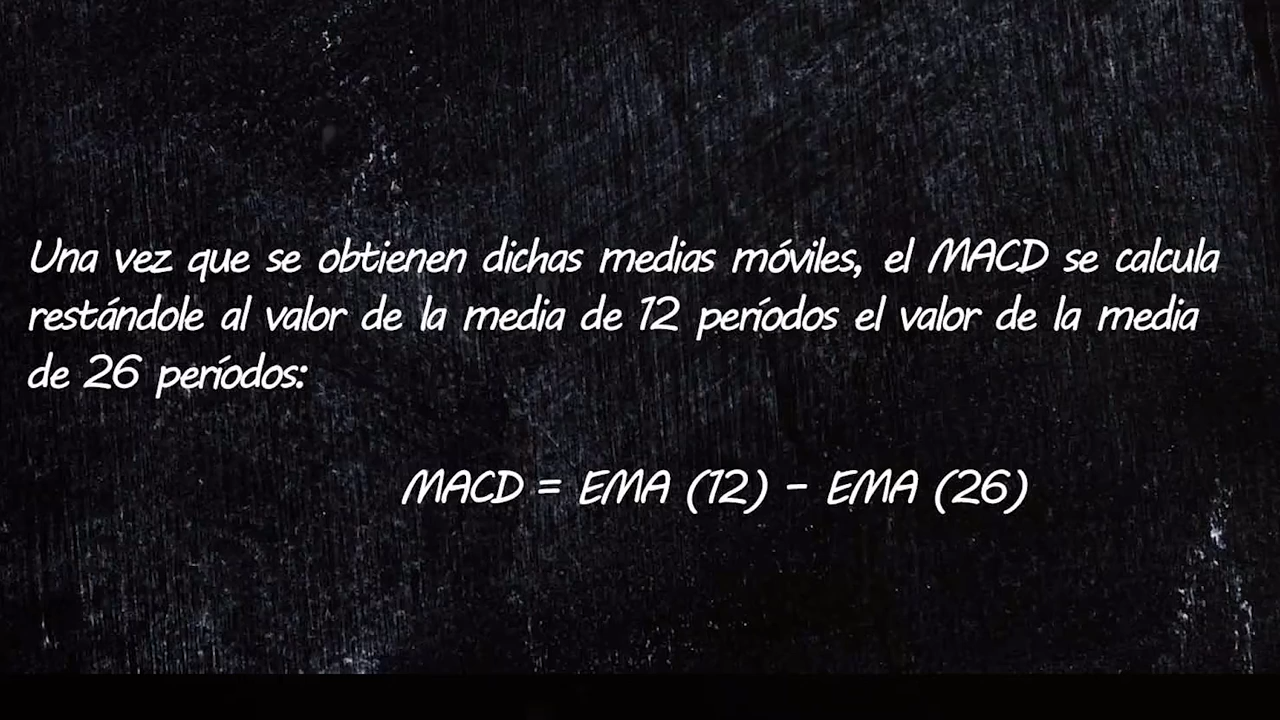 Una vez que se obtienen dichas medias móviles, el MACD se calcula
restándole al valor de la media de 12 períodos el valor de la media
de 26 períodos:
MACD = EMA (12) - EMA (26)